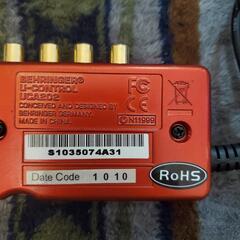 BEHRINGER®
U-CONTROL
UCA202
CONCEIVED AND DESIGNED BY
BEHRINGER GERMANY.
MADE IN CHINA.
FC
CE
N11999
S1035074A31
Date Code 1010
RoHS